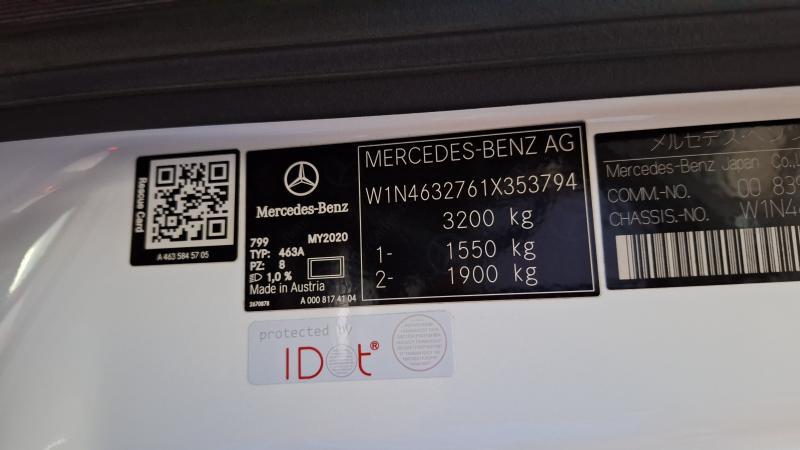 Rescue Card
A 463 584 57 05
Mercedes-Benz
799 MY2020
TYP: 463A
PZ: 8
1,0 %
Made in Austria
2670878 A 000 817 41 04
MERCEDES-BENZ AG
W1N4632761X353794
3200 kg
1- 1550 kg
2- 1900 kg
メルセデス・ベン
Mercedes-Benz Japan Co.,
COMM.-NO. 00 839
CHASSIS.-NO. W1N4
protected by
IDot®